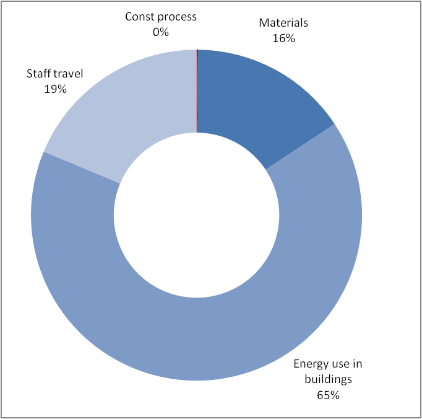 Const process
0%
Materials
16%
Staff travel
19%
Energy use in
buildings
65%